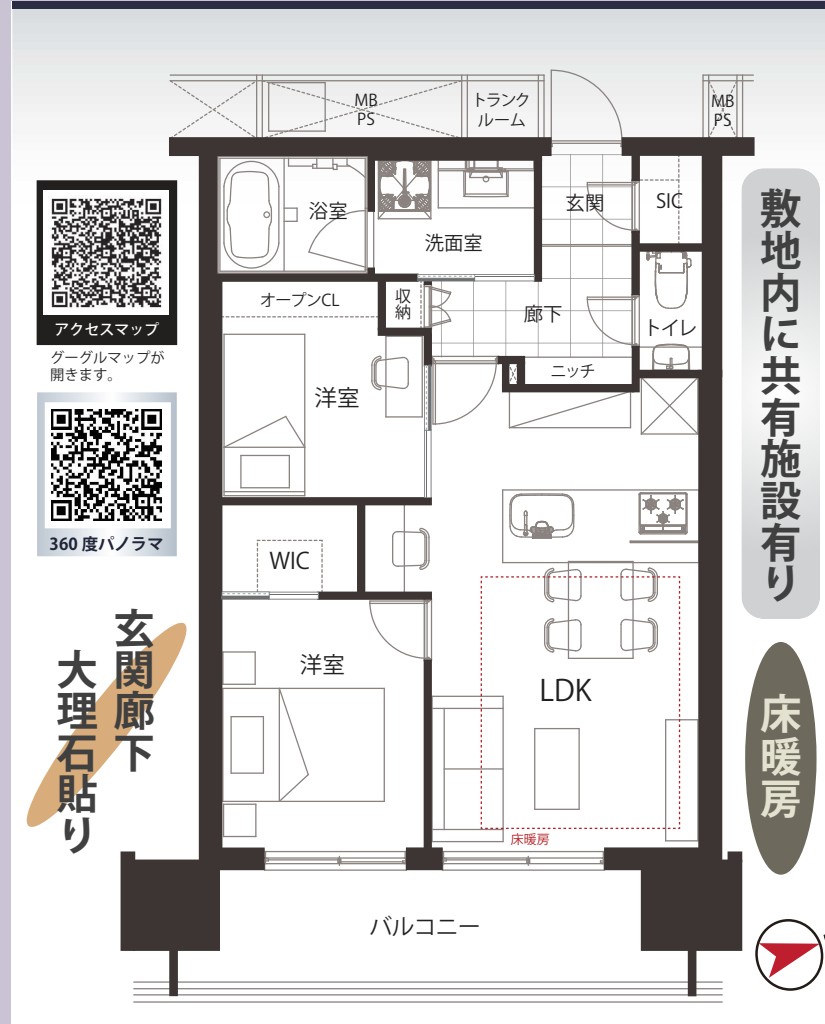 MB
PS
トランク
ルーム
MB
PS
浴室
洗面室
玄関
SIC
アクセスマップ
グーグルマップが
開きます。
オープンCL
収納
廊下
トイレ
ニッチ
洋室
360 度パノラマ
WIC
洋室
LDK
床暖房
バルコニー
敷地内に共有施設有り
床暖房
玄関廊下
大理石貼り